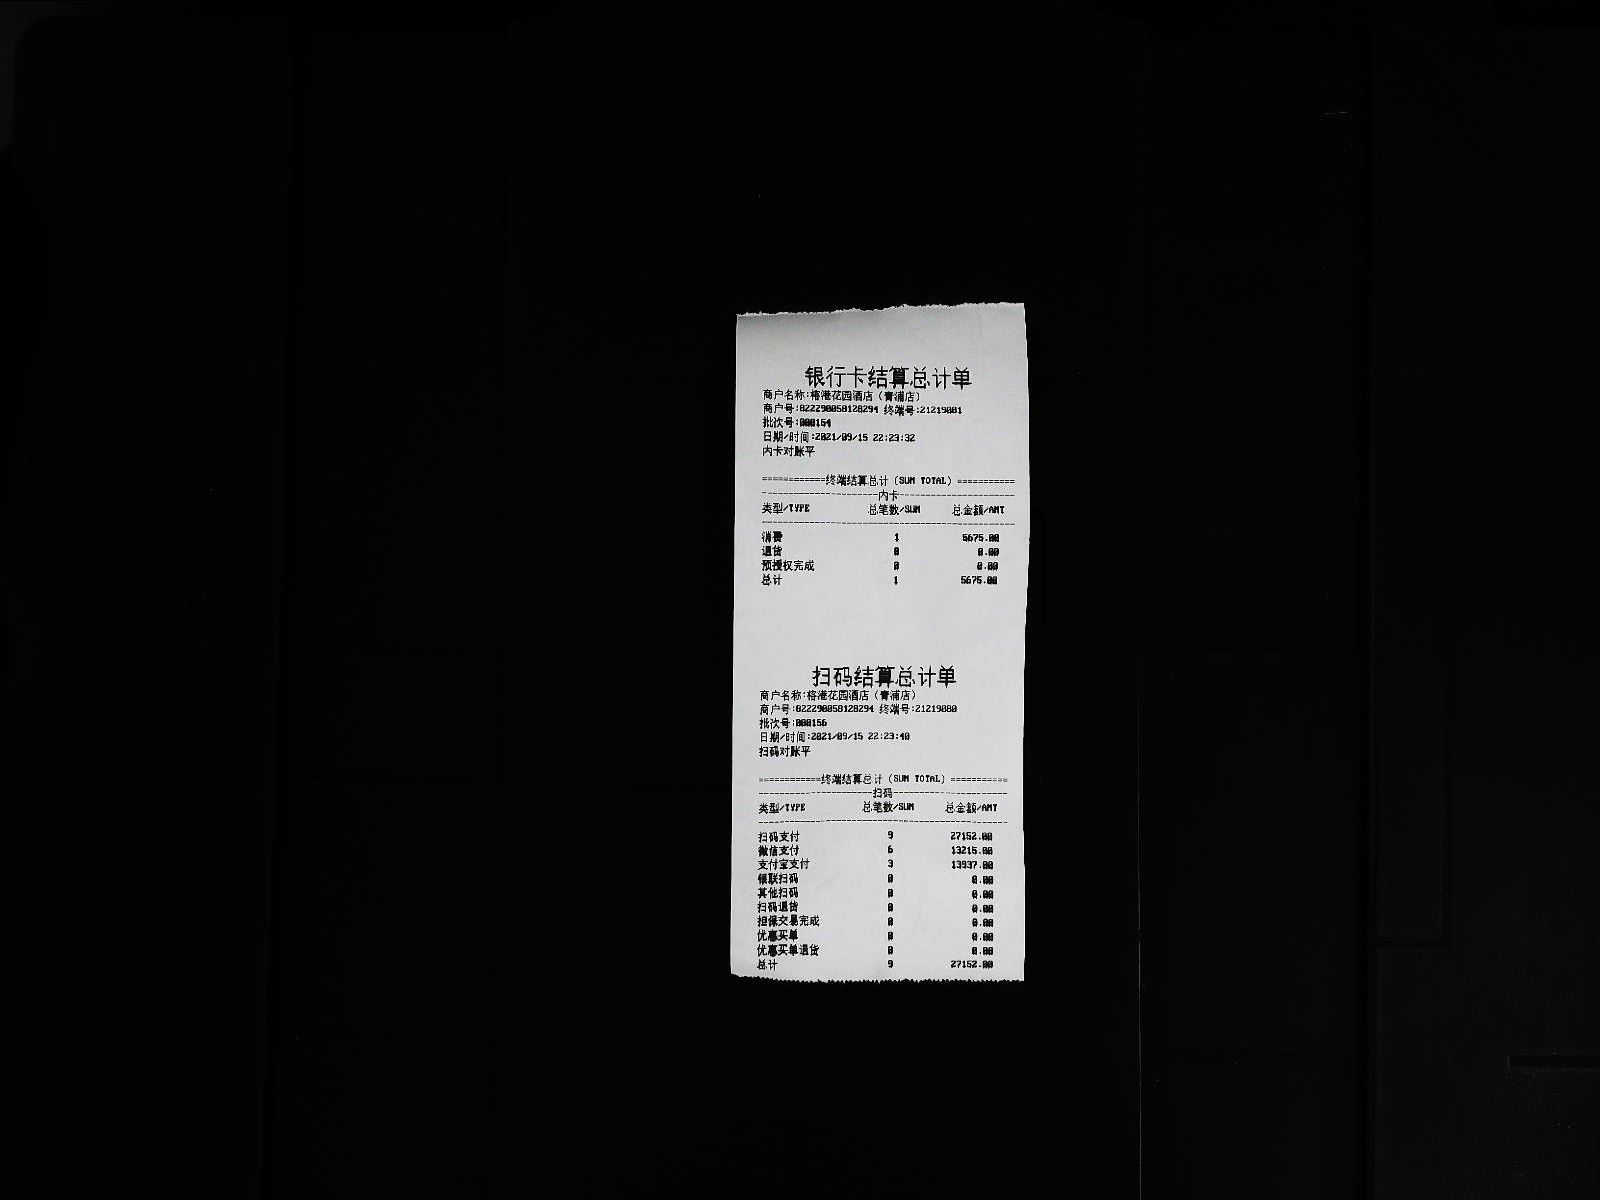 银行卡结算总计单
商户名称:榕港花园酒店（青浦店）
商户号:822290058128294 终端号:21219881
批次号:000154
日期/时间:2021/09/15 22:23:32
内卡对账平
============终端结算总计（SUM TOTAL）===========
----------------------内卡----------------------
类型/TYPE 总笔数/SUM 总金额/AMT
------------------------------------------------
消费 1 5675.00
退货 0 0.00
预授权完成 0 0.00
总计 1 5675.00
扫码结算总计单
商户名称:榕港花园酒店（青浦店）
商户号:822290058128294 终端号:21219880
批次号:000156
日期/时间:2021/09/15 22:23:40
扫码对账平
============终端结算总计（SUM TOTAL）===========
----------------------扫码----------------------
类型/TYPE 总笔数/SUM 总金额/AMT
------------------------------------------------
扫码支付 9 27152.00
微信支付 6 13215.00
支付宝支付 3 13937.00
银联扫码 0 0.00
其他扫码 0 0.00
扫码退货 0 0.00
担保交易完成 0 0.00
优惠买单 0 0.00
优惠买单退货 0 0.00
总计 9 27152.00